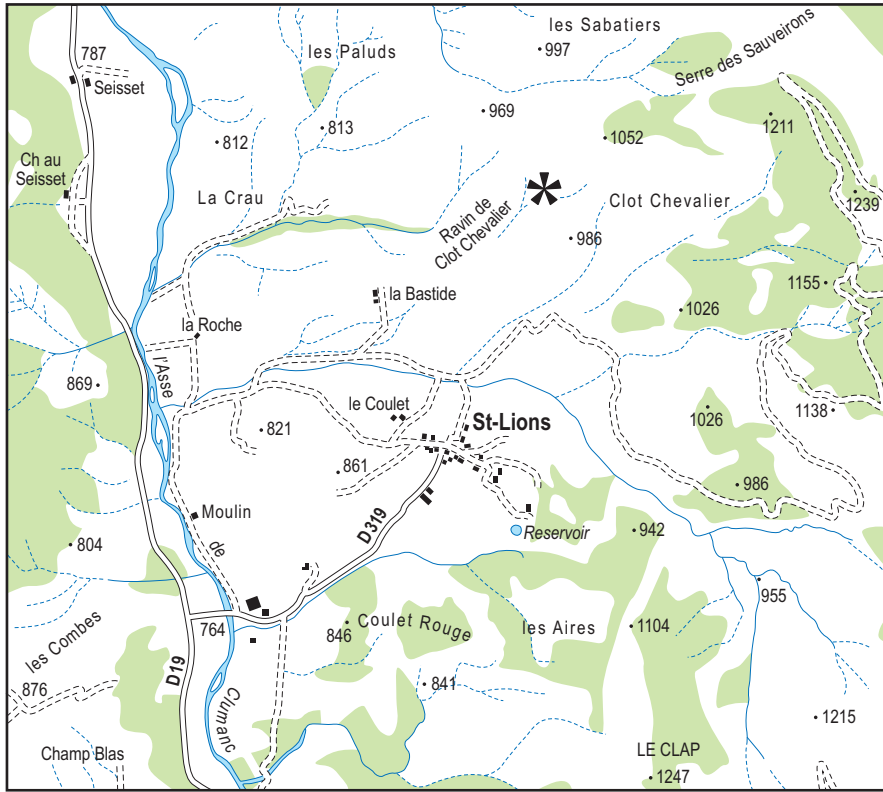 les Sabatiers
997
787
les Paluds
Serre des Sauveirons
Seisset
969
813
812
1052
1211
Ch au
Seisset
La Crau
Ravin de
Clot Chevalier
Clot Chevalier
1239
986
1155
la Bastide
1026
la Roche
l'Asse
869
le Coulet
St-Lions
1026
1138
821
861
986
Moulin
D319
Reservoir
942
de
804
955
764
846
Coulet Rouge
les Aires
1104
les Combes
D19
876
841
Clumanc
1215
Champ Blas
LE CLAP
1247